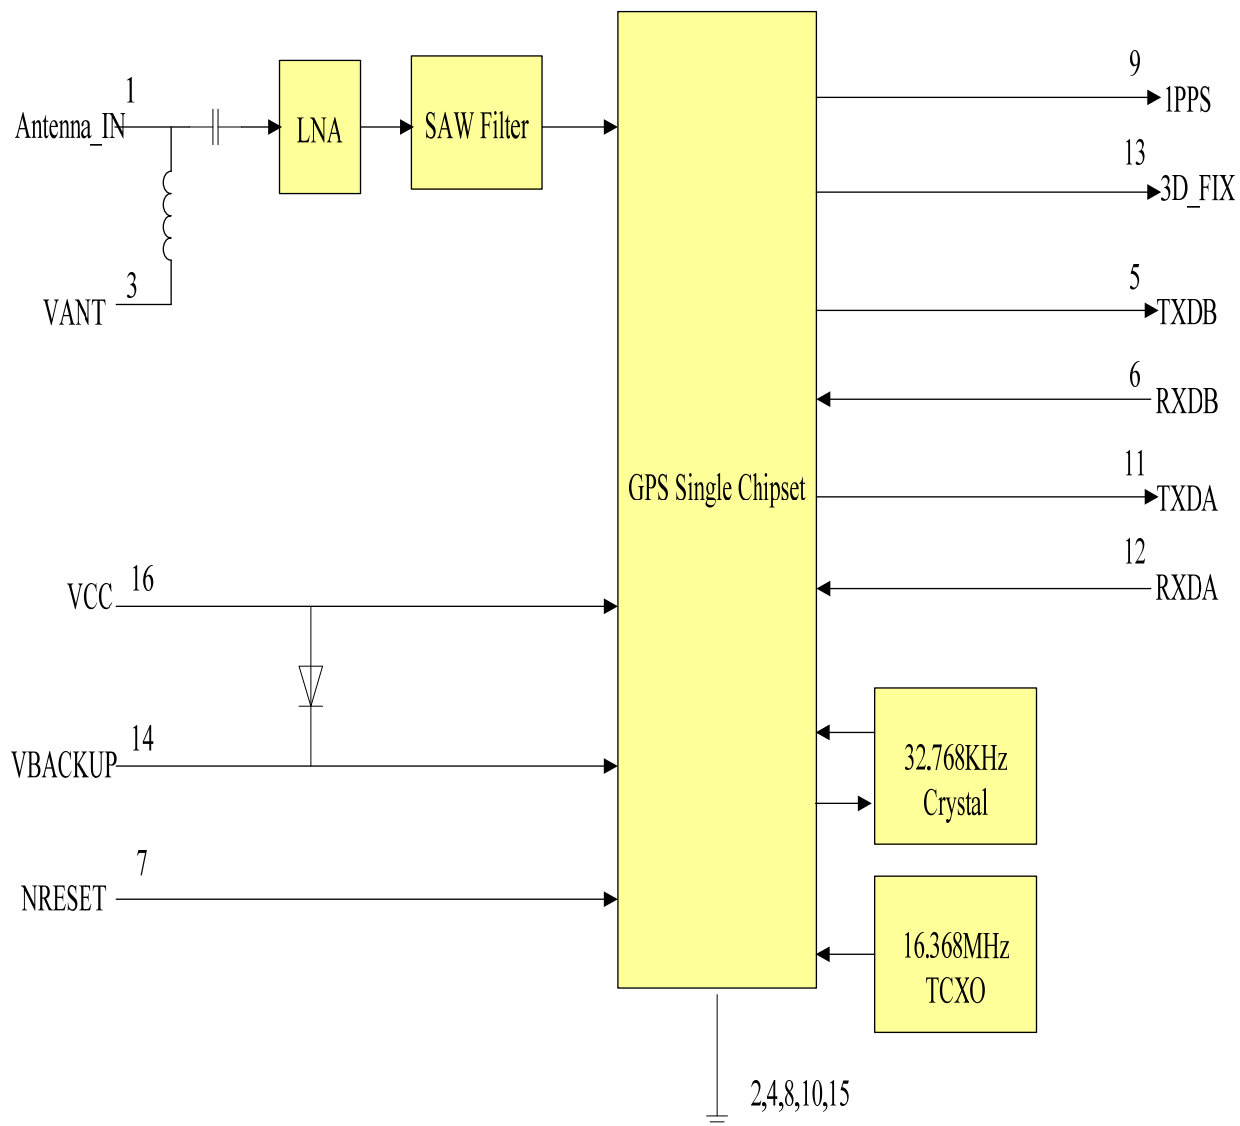 1
Antenna_IN
LNA
SAW Filter
3
VANT
16
VCC
14
VBACKUP
7
NRESET
GPS Single Chipset
9
1PPS
13
3D_FIX
5
TXDB
6
RXDB
11
TXDA
12
RXDA
32.768KHz
Crystal
16.368MHz
TCXO
2,4,8,10,15